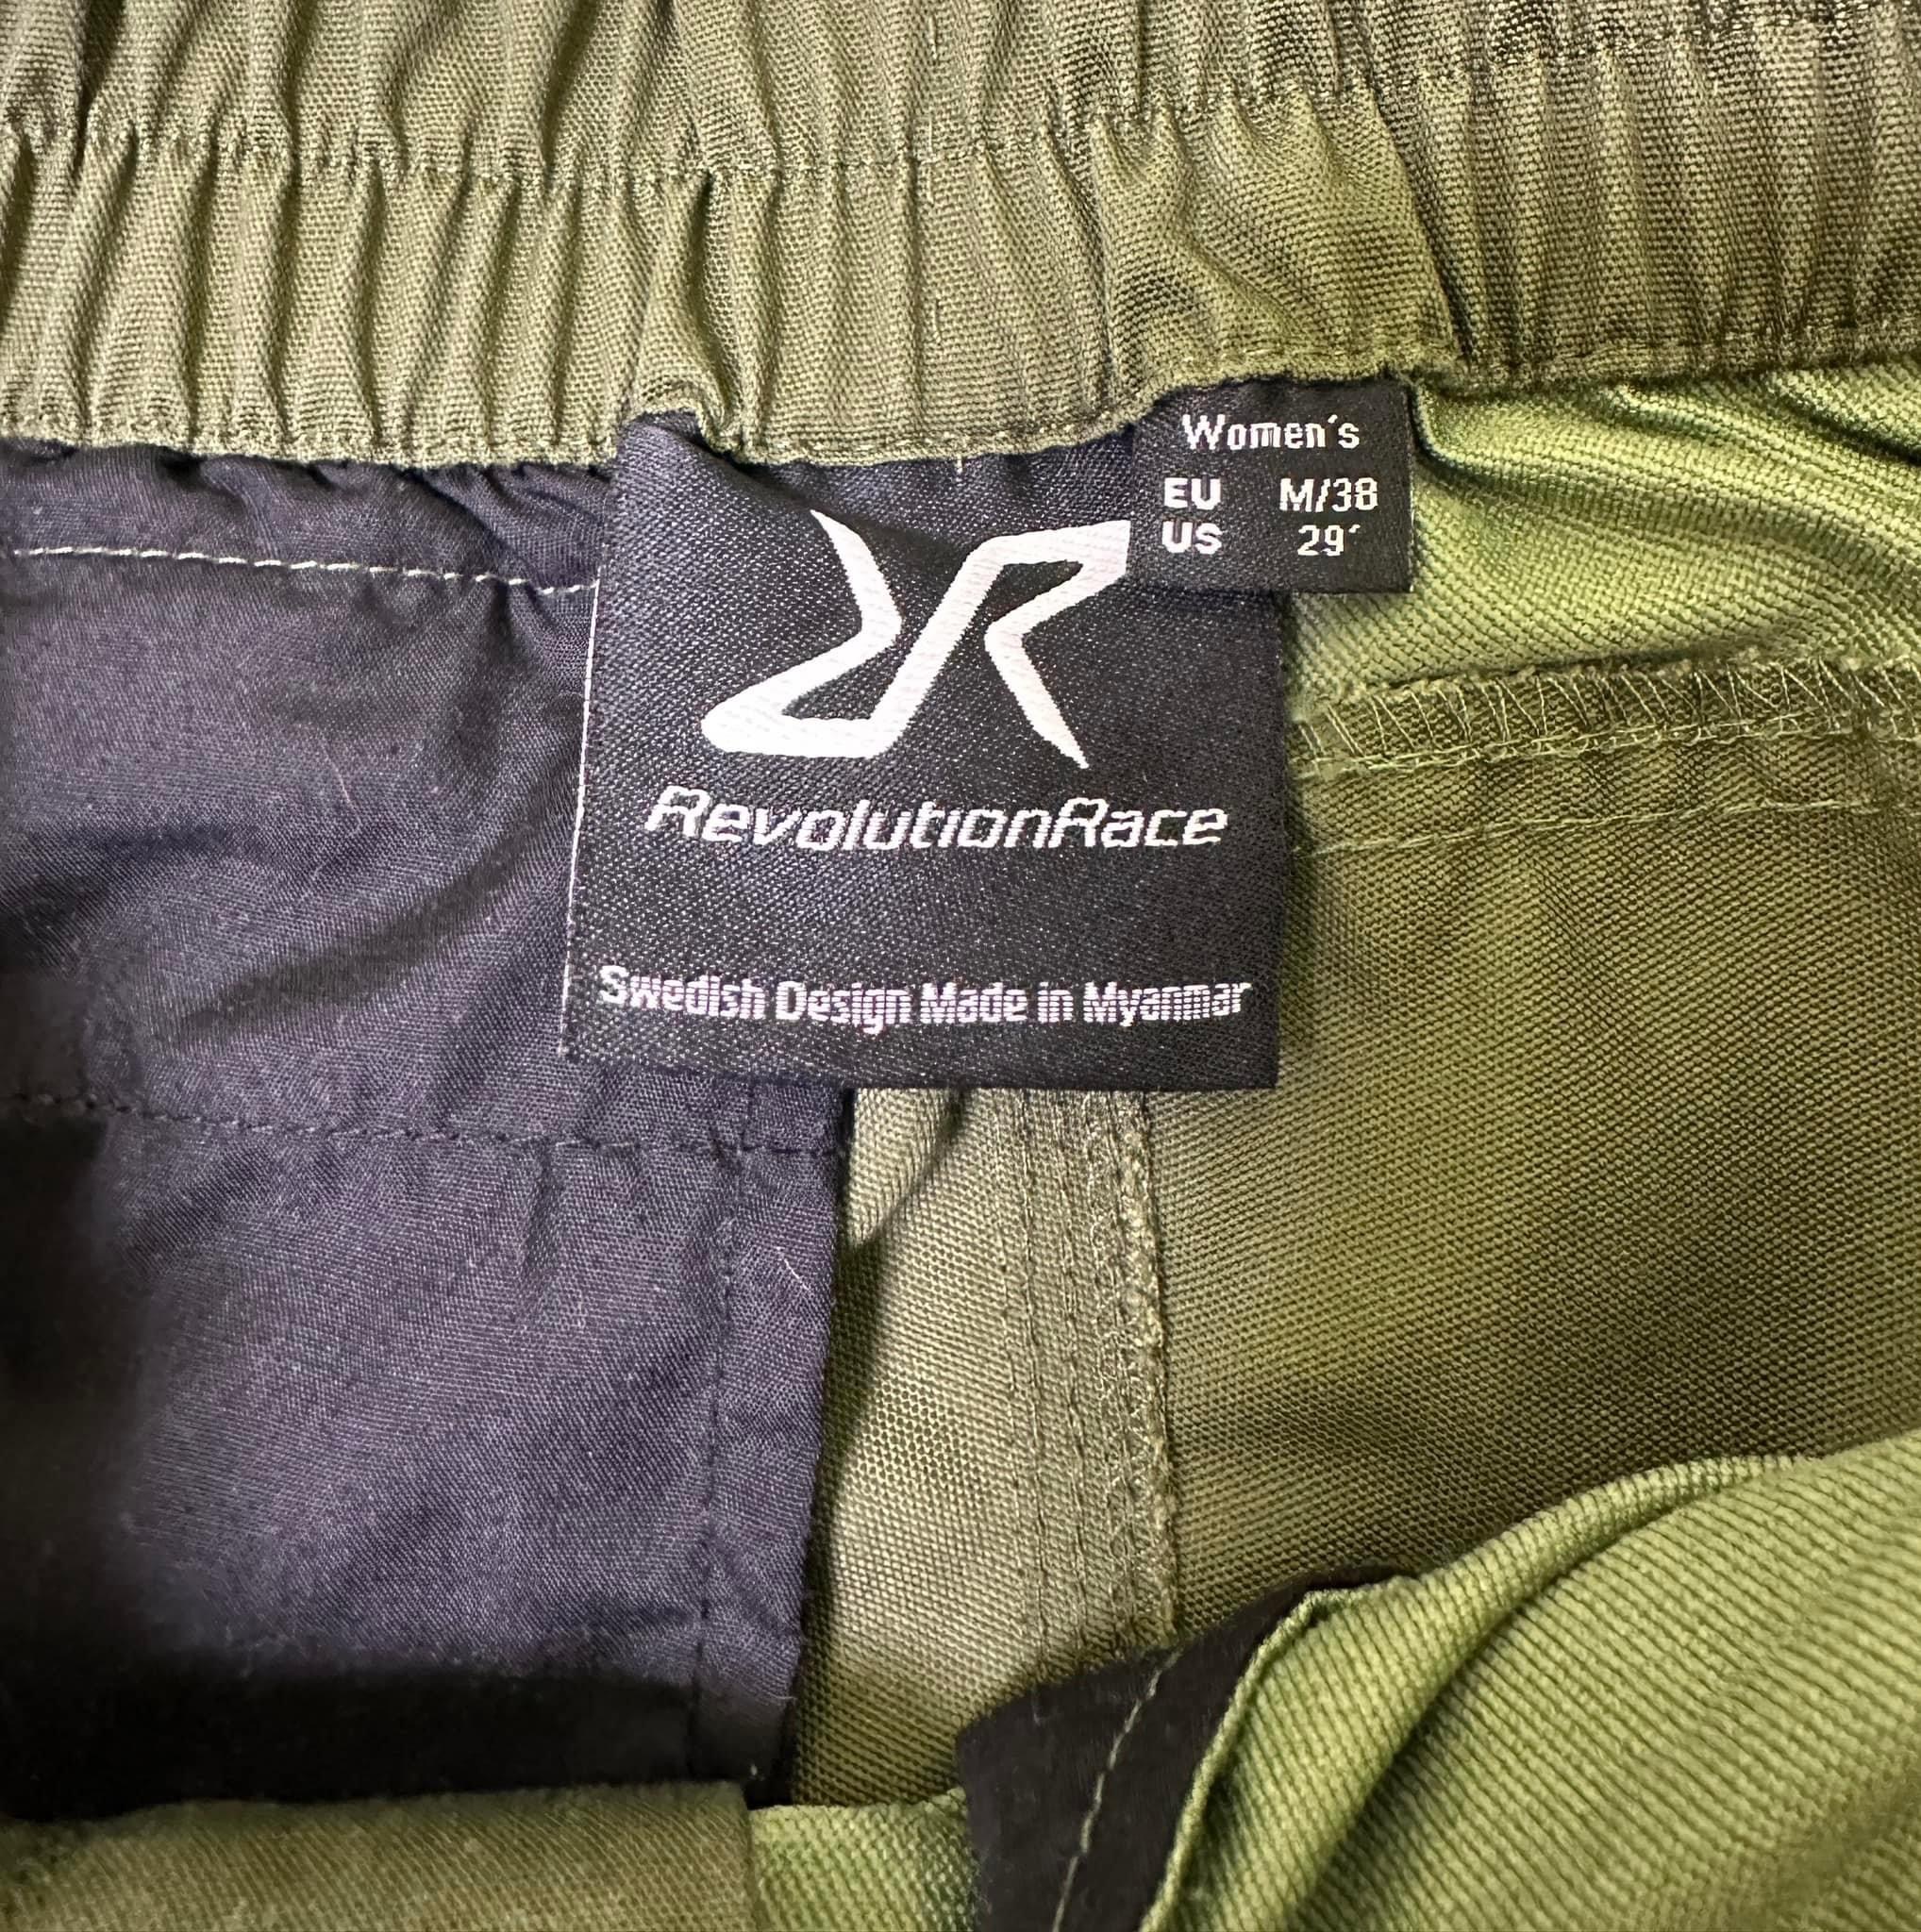 Women´s
EU M/38
US 29´
RevolutionRace
Swedish Design Made in Myanmar